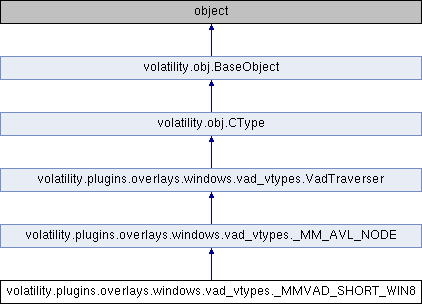 object
volatility.obj.BaseObject
volatility.obj.CType
volatility.plugins.overlays.windows.vad_vtypes.VadTraverser
volatility.plugins.overlays.windows.vad_vtypes._MM_AVL_NODE
volatility.plugins.overlays.windows.vad_vtypes._MMVAD_SHORT_WIN8